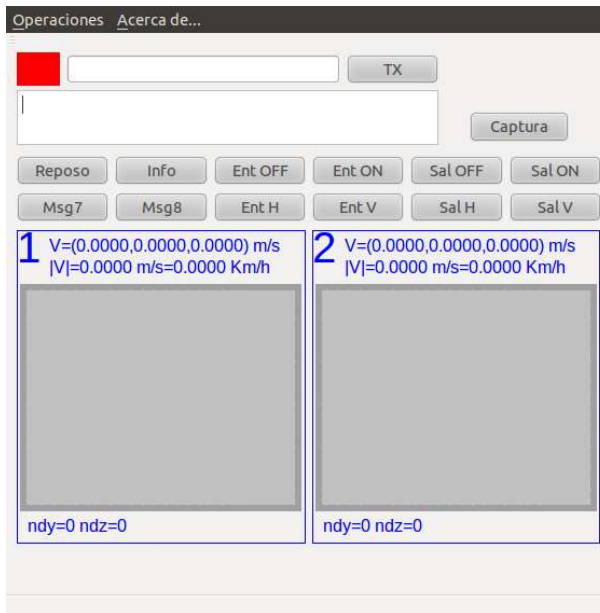 Operaciones Acerca de...
TX
Captura
Reposo Info Ent OFF Ent ON Sal OFF Sal ON
Msg7 Msg8 Ent H Ent V Sal H Sal V
1 V=(0.0000,0.0000,0.0000) m/s
|V|=0.0000 m/s=0.0000 Km/h
ndy=0 ndz=0
2 V=(0.0000,0.0000,0.0000) m/s
|V|=0.0000 m/s=0.0000 Km/h
ndy=0 ndz=0